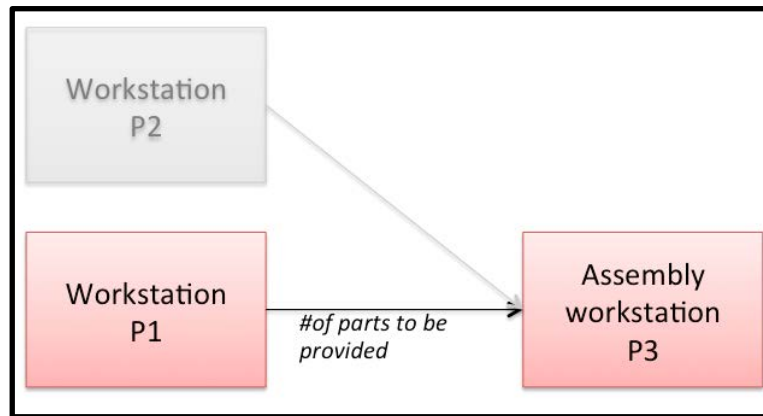 Workstation
P2
Workstation
P1
#of parts to be
provided
Assembly
workstation
P3